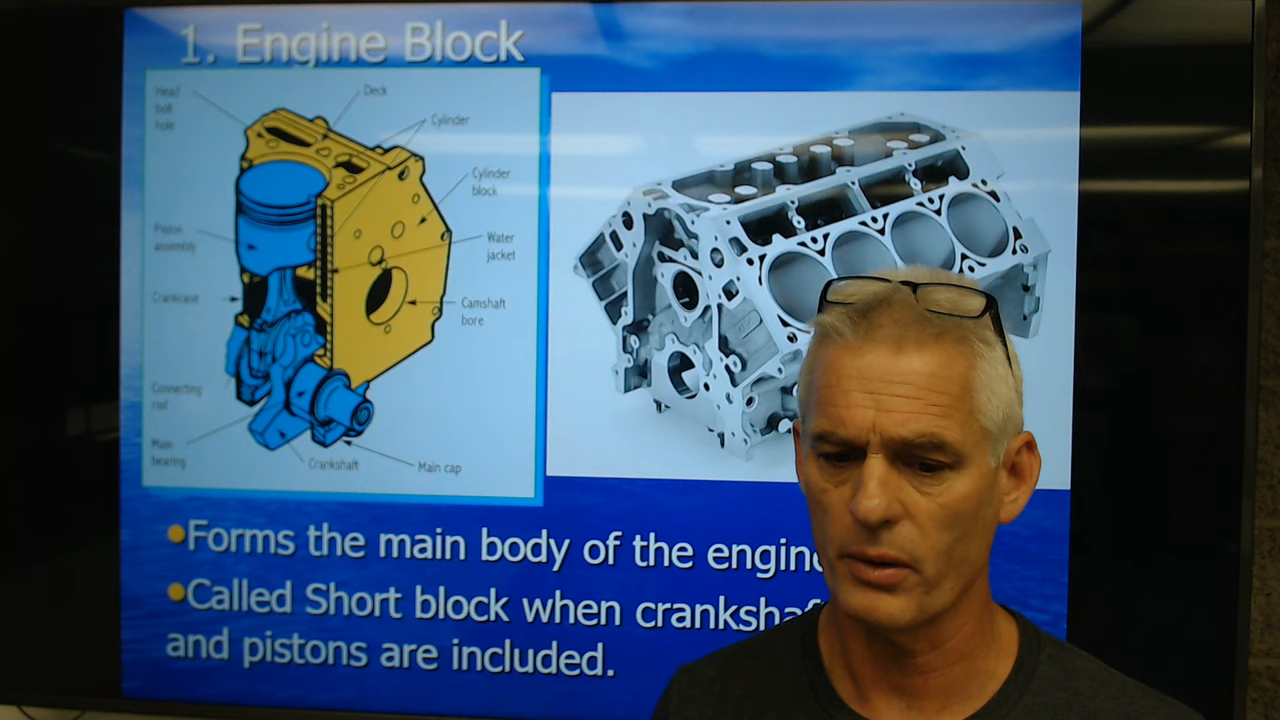 1. Engine Block
Head
bolt
hole
Deck
Cylinder
Cylinder
block
Piston
assembly
Water
jacket
Crankcase
Camshaft
bore
Connecting
rod
Main
bearing
Crankshaft
Main cap
•Forms the main body of the engine
•Called Short block when crankshaf
and pistons are included.